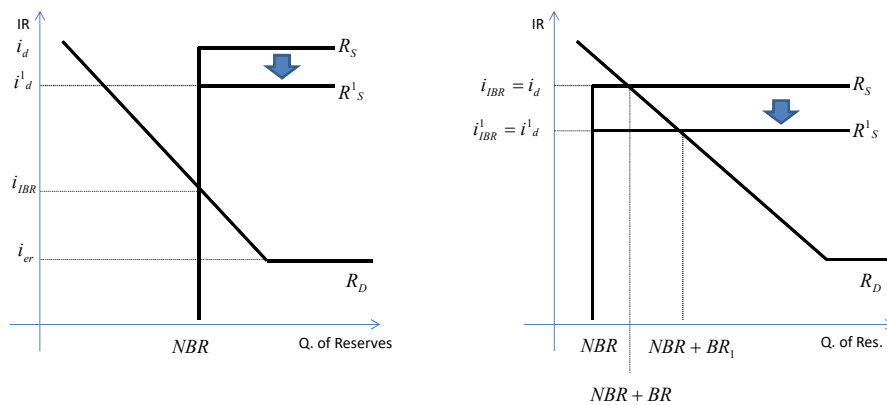 IR
i_d
R_S
i^1_d
R^1_S
i_IBR
i_er
R_D
NBR
Q. of Reserves
IR
i_IBR = i_d
R_S
i^1_IBR = i^1_d
R^1_S
R_D
NBR
NBR + BR_1
Q. of Res.
NBR + BR